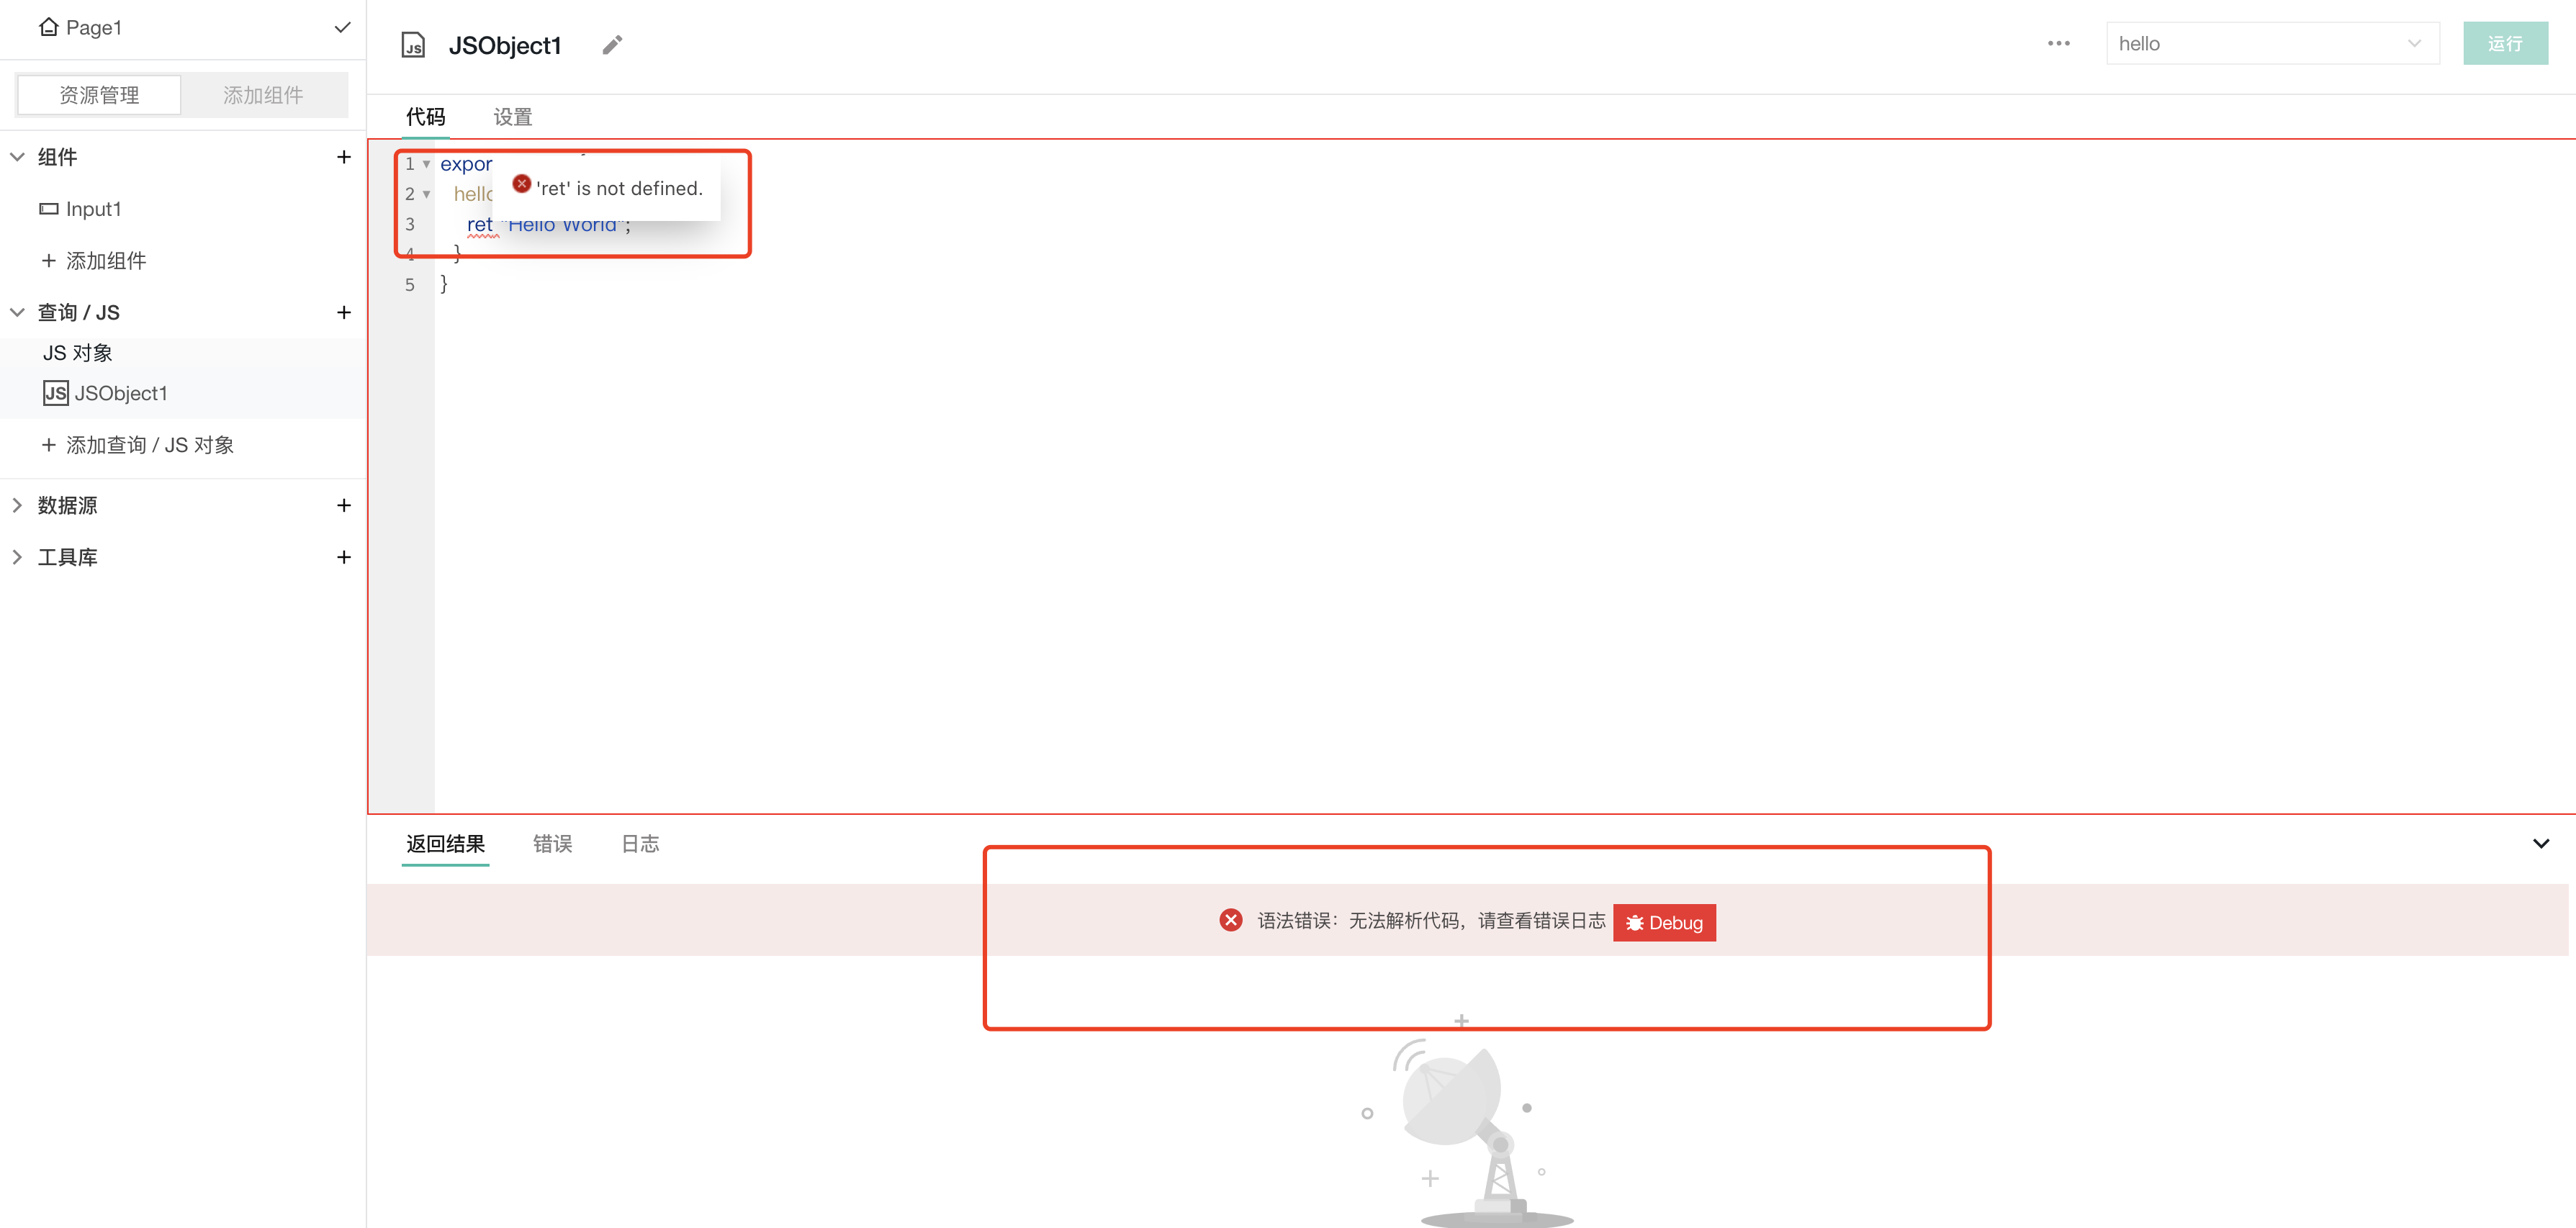 Page1
资源管理 添加组件
组件
Input1
添加组件
查询 / JS
JS 对象
JS JSObject1
添加查询 / JS 对象
数据源
工具库
JS JSObject1
hello 运行
代码 设置
1 expor
'ret' is not defined.
2 hello
3 ret "Hello World";
4 }
5 }
返回结果 错误 日志
语法错误：无法解析代码，请查看错误日志 Debug